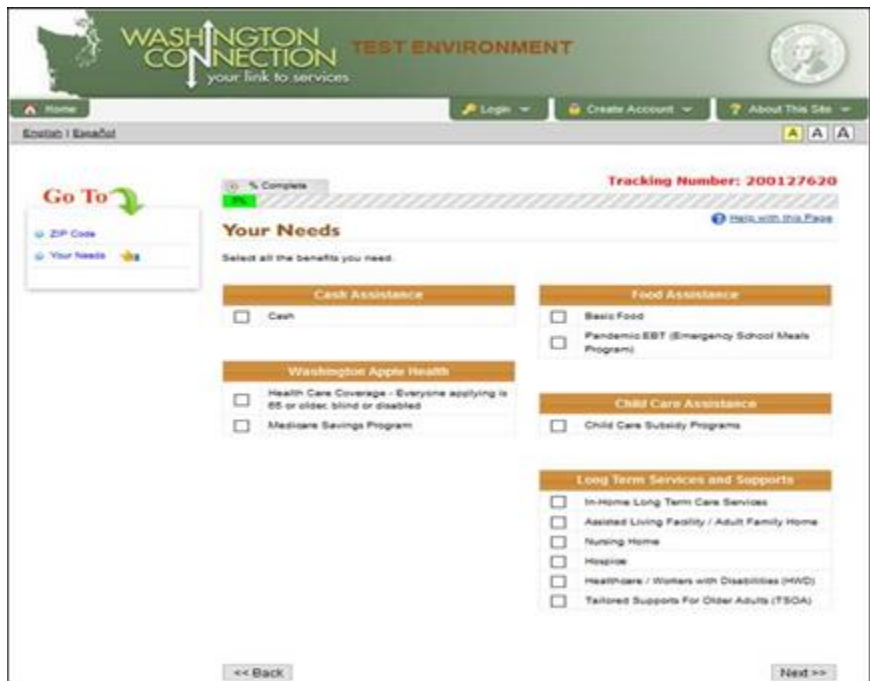 WASHINGTON
CONNECTION
your link to services
TEST ENVIRONMENT
Home
Login
Create Account
? About This Site
English | Español
A A A
% Complete
Tracking Number: 200127620
Go To
? Help with this Page
ZIP Code
Your Needs
Your Needs
Select all the benefits you need.
Cash Assistance
Cash
Washington Apple Health
Health Care Coverage - Everyone applying is
65 or older, blind or disabled
Medicare Savings Program
Food Assistance
Basic Food
Pandemic EBT (Emergency School Meals
Program)
Child Care Assistance
Child Care Subsidy Programs
Long Term Services and Supports
In-Home Long Term Care Services
Assisted Living Facility / Adult Family Home
Nursing Home
Hospice
Healthcare / Workers with Disabilities (HWD)
Tailored Supports For Older Adults (TSOA)
<< Back
Next >>